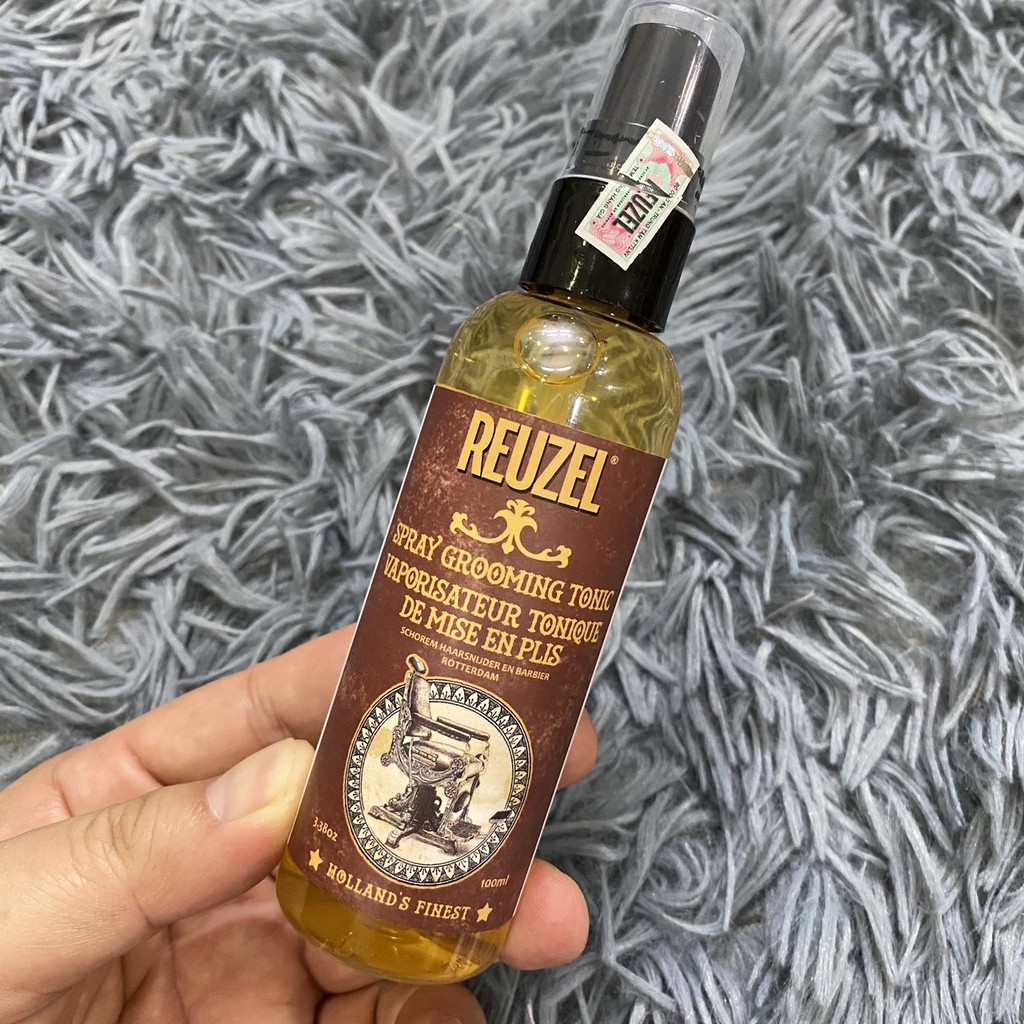 REUZEL
REUZEL®
SPRAY GROOMING TONIC
VAPORISATEUR TONIQUE
DE MISE EN PLIS
SCHOREM HAARSNIJDER EN BARBIER
ROTTERDAM
3.38oz
100ml
HOLLAND'S FINEST